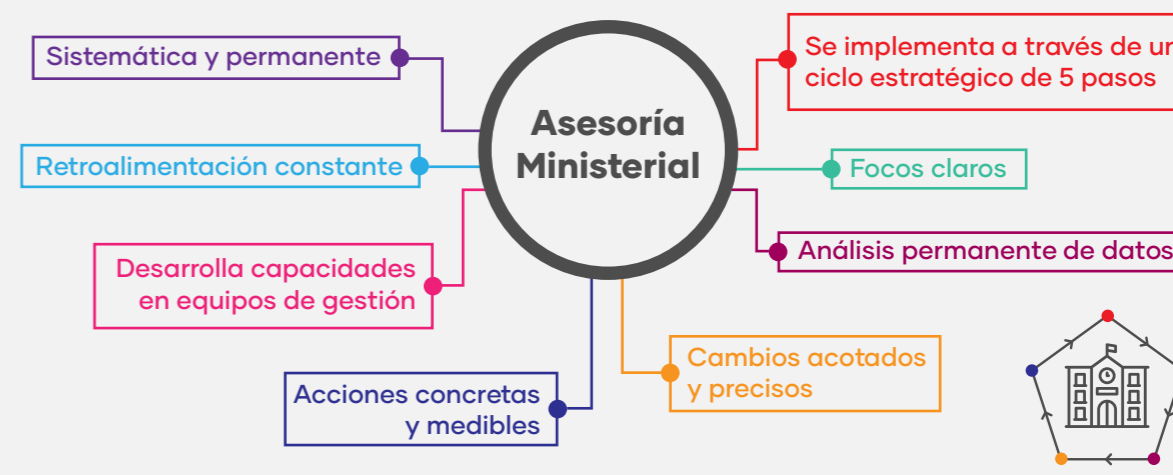 Asesoría
Ministerial
Sistemática y permanente
Retroalimentación constante
Desarrolla capacidades
en equipos de gestión
Acciones concretas
y medibles
Cambios acotados
y precisos
Análisis permanente de datos
Focos claros
Se implementa a través de un
ciclo estratégico de 5 pasos